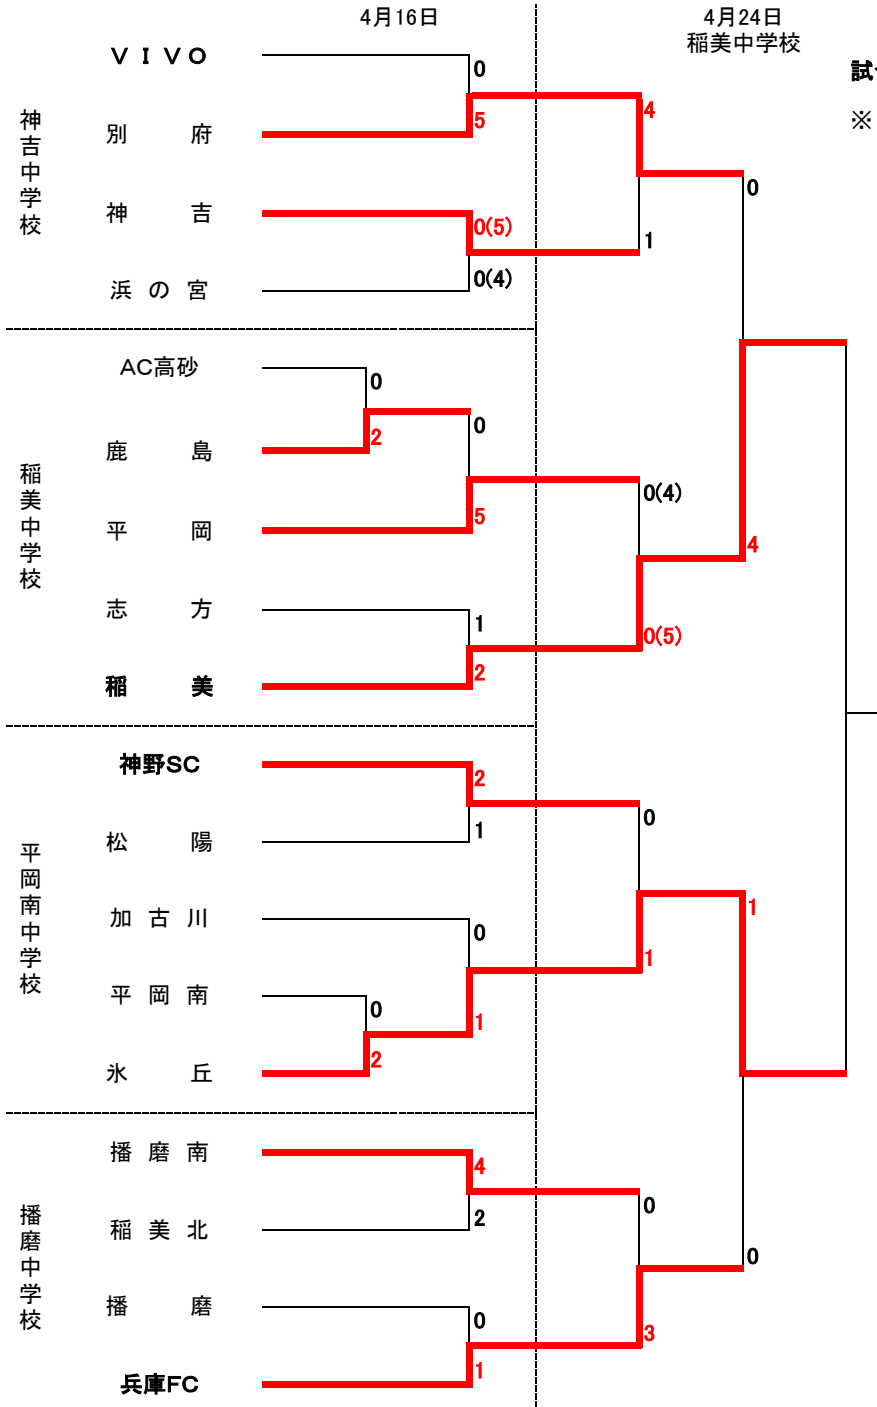 4月16日
4月24日
稲美中学校
試
※
神吉中学校
ＶＩＶＯ
0
5
別府
4
神吉
0(5)
0
1
浜の宮
0(4)
稲美中学校
AC高砂
0
0
鹿島
2
0(4)
平岡
5
4
志方
1
0(5)
稲美
2
平岡南中学校
神野SC
2
0
松陽
1
1
加古川
0
1
平岡南
0
1
氷丘
2
播磨中学校
播磨南
4
0
稲美北
2
0
播磨
0
3
兵庫FC
1